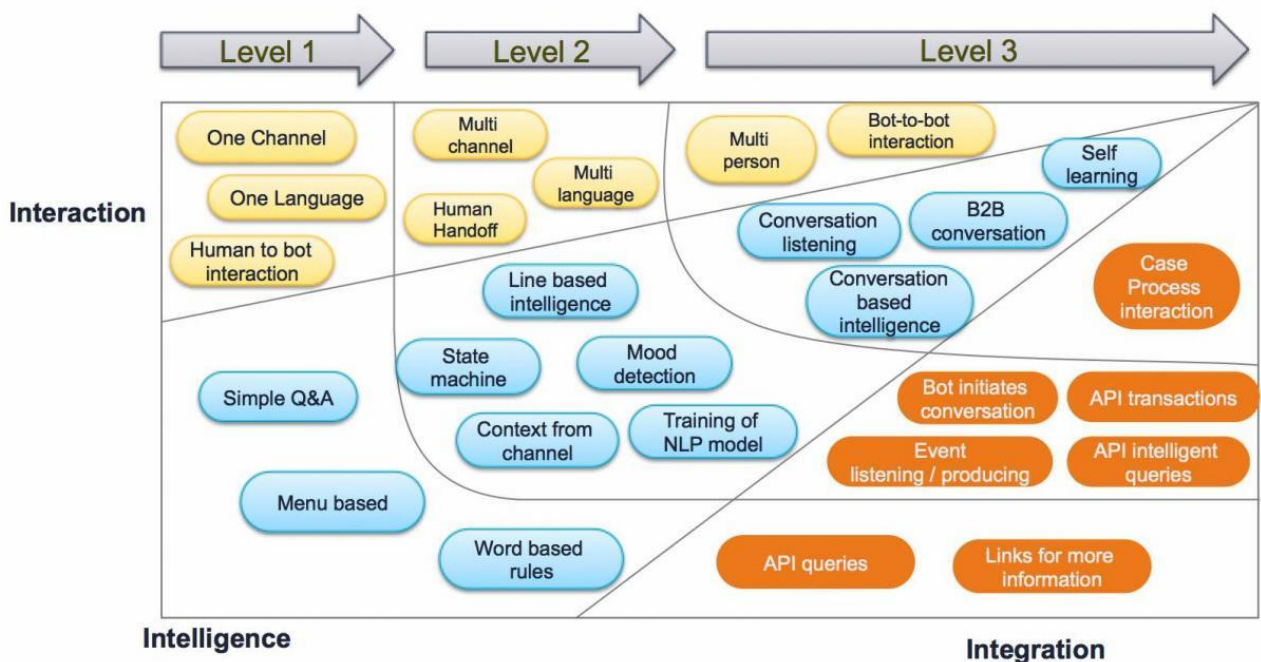 Level 1
Level 2
Level 3
One Channel
One Language
Human to bot
interaction
Multi
channel
Multi
language
Human
Handoff
Multi
person
Bot-to-bot
interaction
Self
learning
Interaction
Conversation
listening
B2B
conversation
Conversation
based
intelligence
Case
Process
interaction
Line based
intelligence
State
machine
Mood
detection
Simple Q&A
Context from
channel
Training of
NLP model
Bot initiates
conversation
API transactions
Event
listening / producing
API intelligent
queries
Menu based
Word based
rules
API queries
Links for more
information
Intelligence
Integration